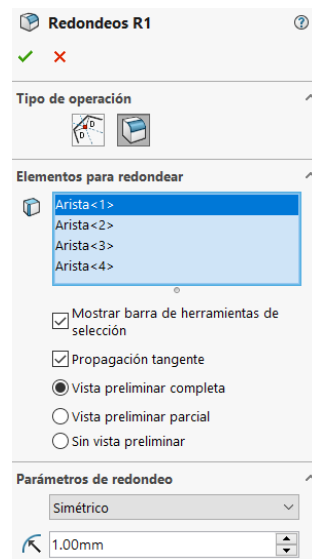 Redondeos R1
Tipo de operación
Elementos para redondear
Arista<1>
Arista<2>
Arista<3>
Arista<4>
Mostrar barra de herramientas de
selección
Propagación tangente
Vista preliminar completa
Vista preliminar parcial
Sin vista preliminar
Parámetros de redondeo
Simétrico
1.00mm